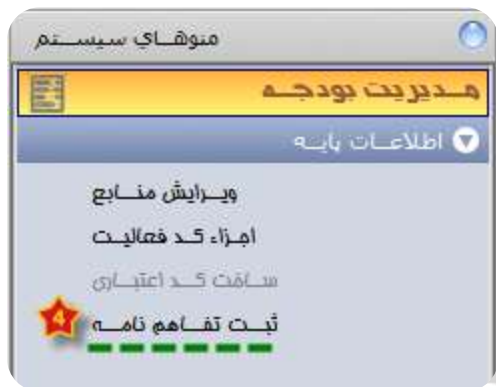 منوهای سیستم
مدیریت بودجه
اطلاعات پایه
ویرایش منابع
اجزاء کد فعالیت
ساخت کد اعتباری
ثبت تفاهم نامه
4